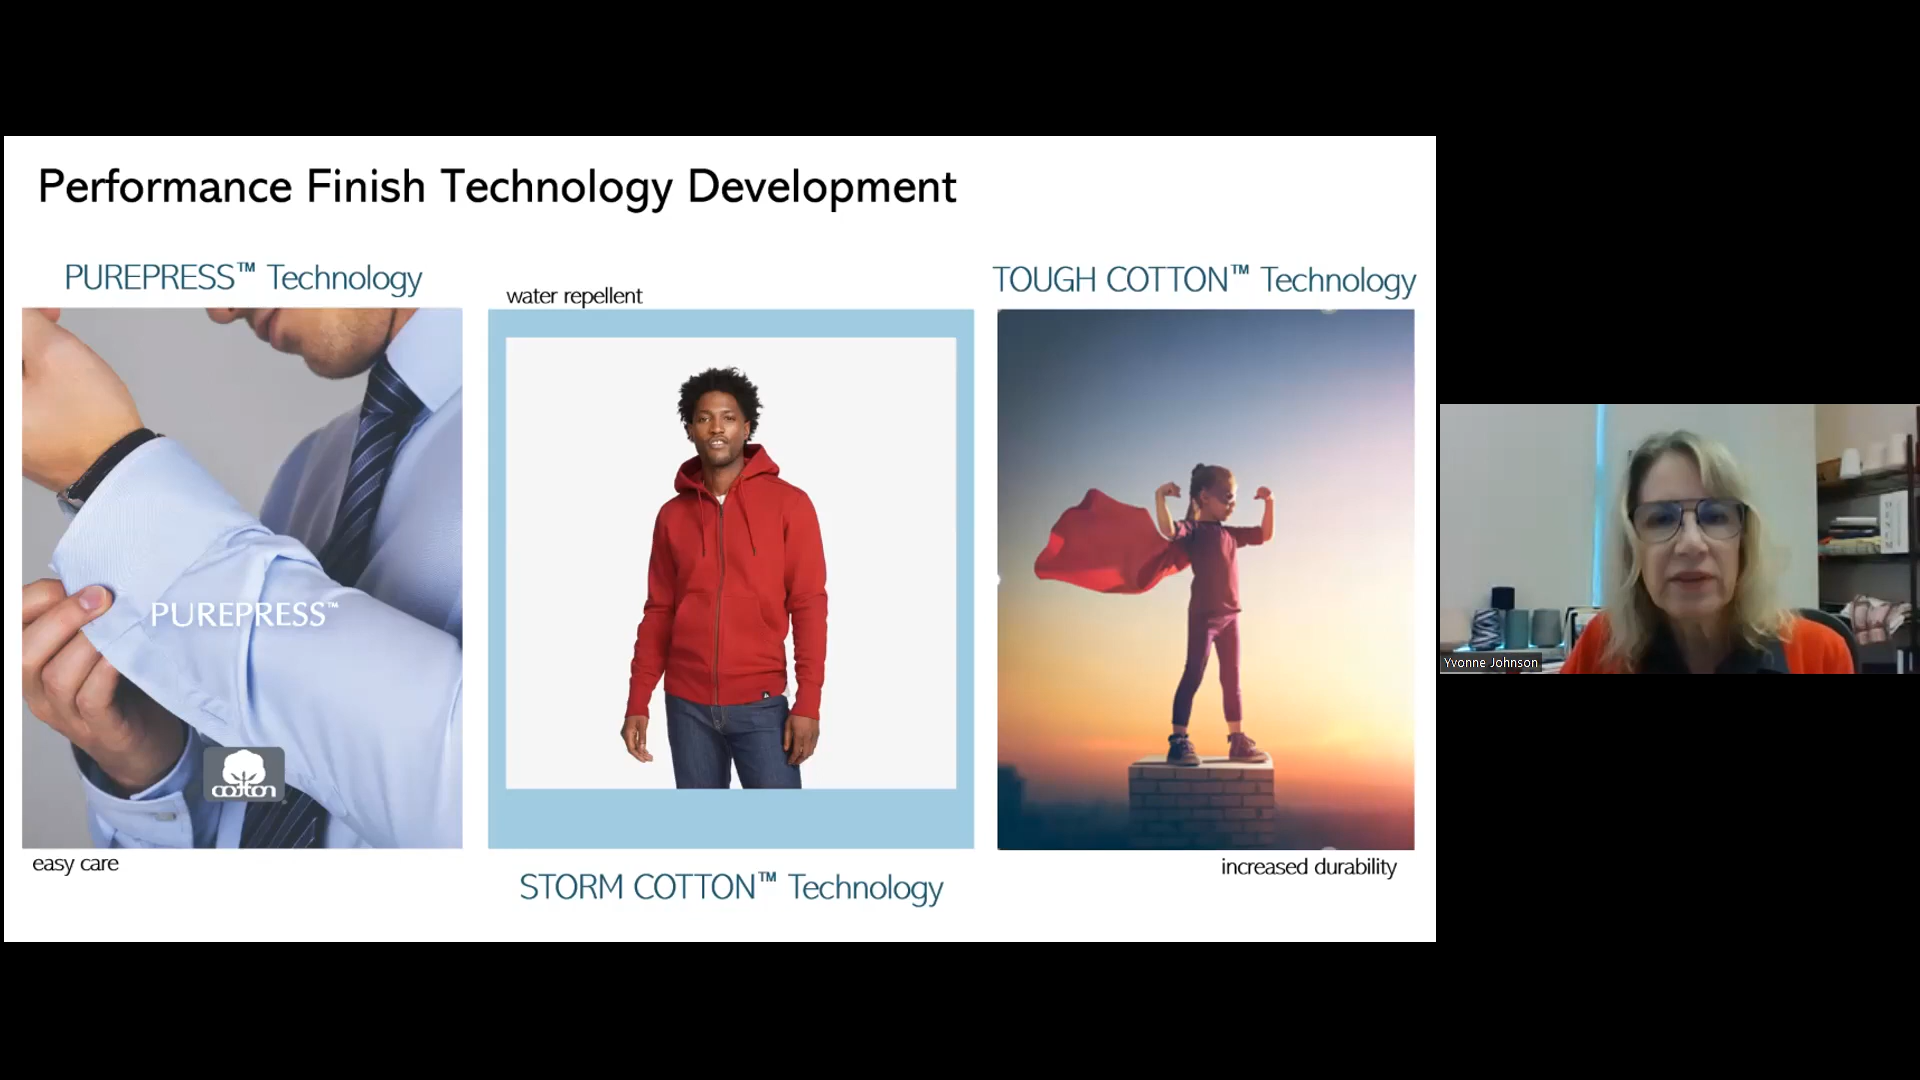 Performance Finish Technology Development
PUREPRESS™ Technology
PUREPRESS™
cotton
easy care
water repellent
STORM COTTON™ Technology
TOUGH COTTON™ Technology
increased durability
Yvonne Johnson